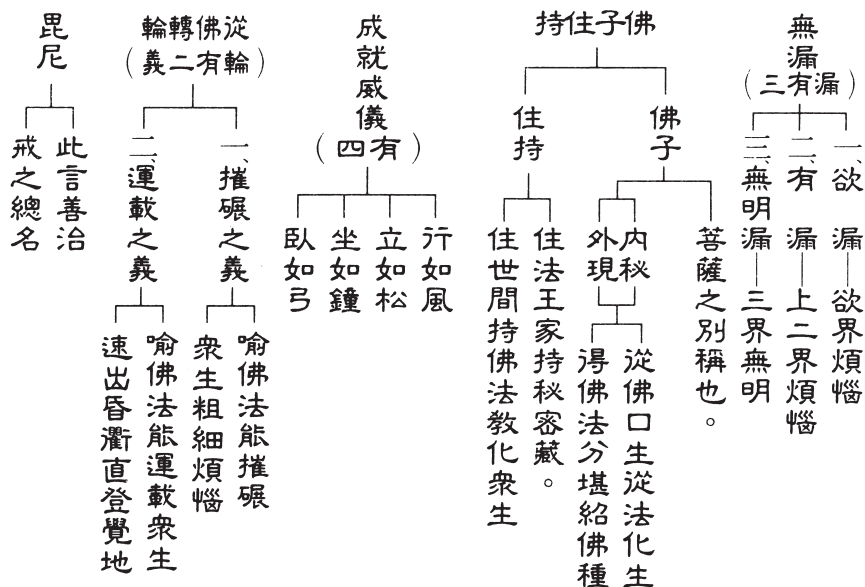 無漏
（三有漏）
一、欲漏—欲界煩惱
二、有漏—上二界煩惱
三、無明漏—三界無明
持住子佛
佛子
菩薩之別稱也。
內秘
外現
從佛口生從法化生
得佛法分堪紹佛種
住持
住法王家持秘密藏。
住世間持佛法教化眾生
成就威儀
（四有）
行如風
立如松
坐如鐘
臥如弓
輪轉佛從
（義二有輪）
一、摧碾之義
喻佛法能摧碾
眾生粗細煩惱
二、運載之義
喻佛法能運載眾生
速出昏衢直登覺地
毘尼
此言善治
戒之總名